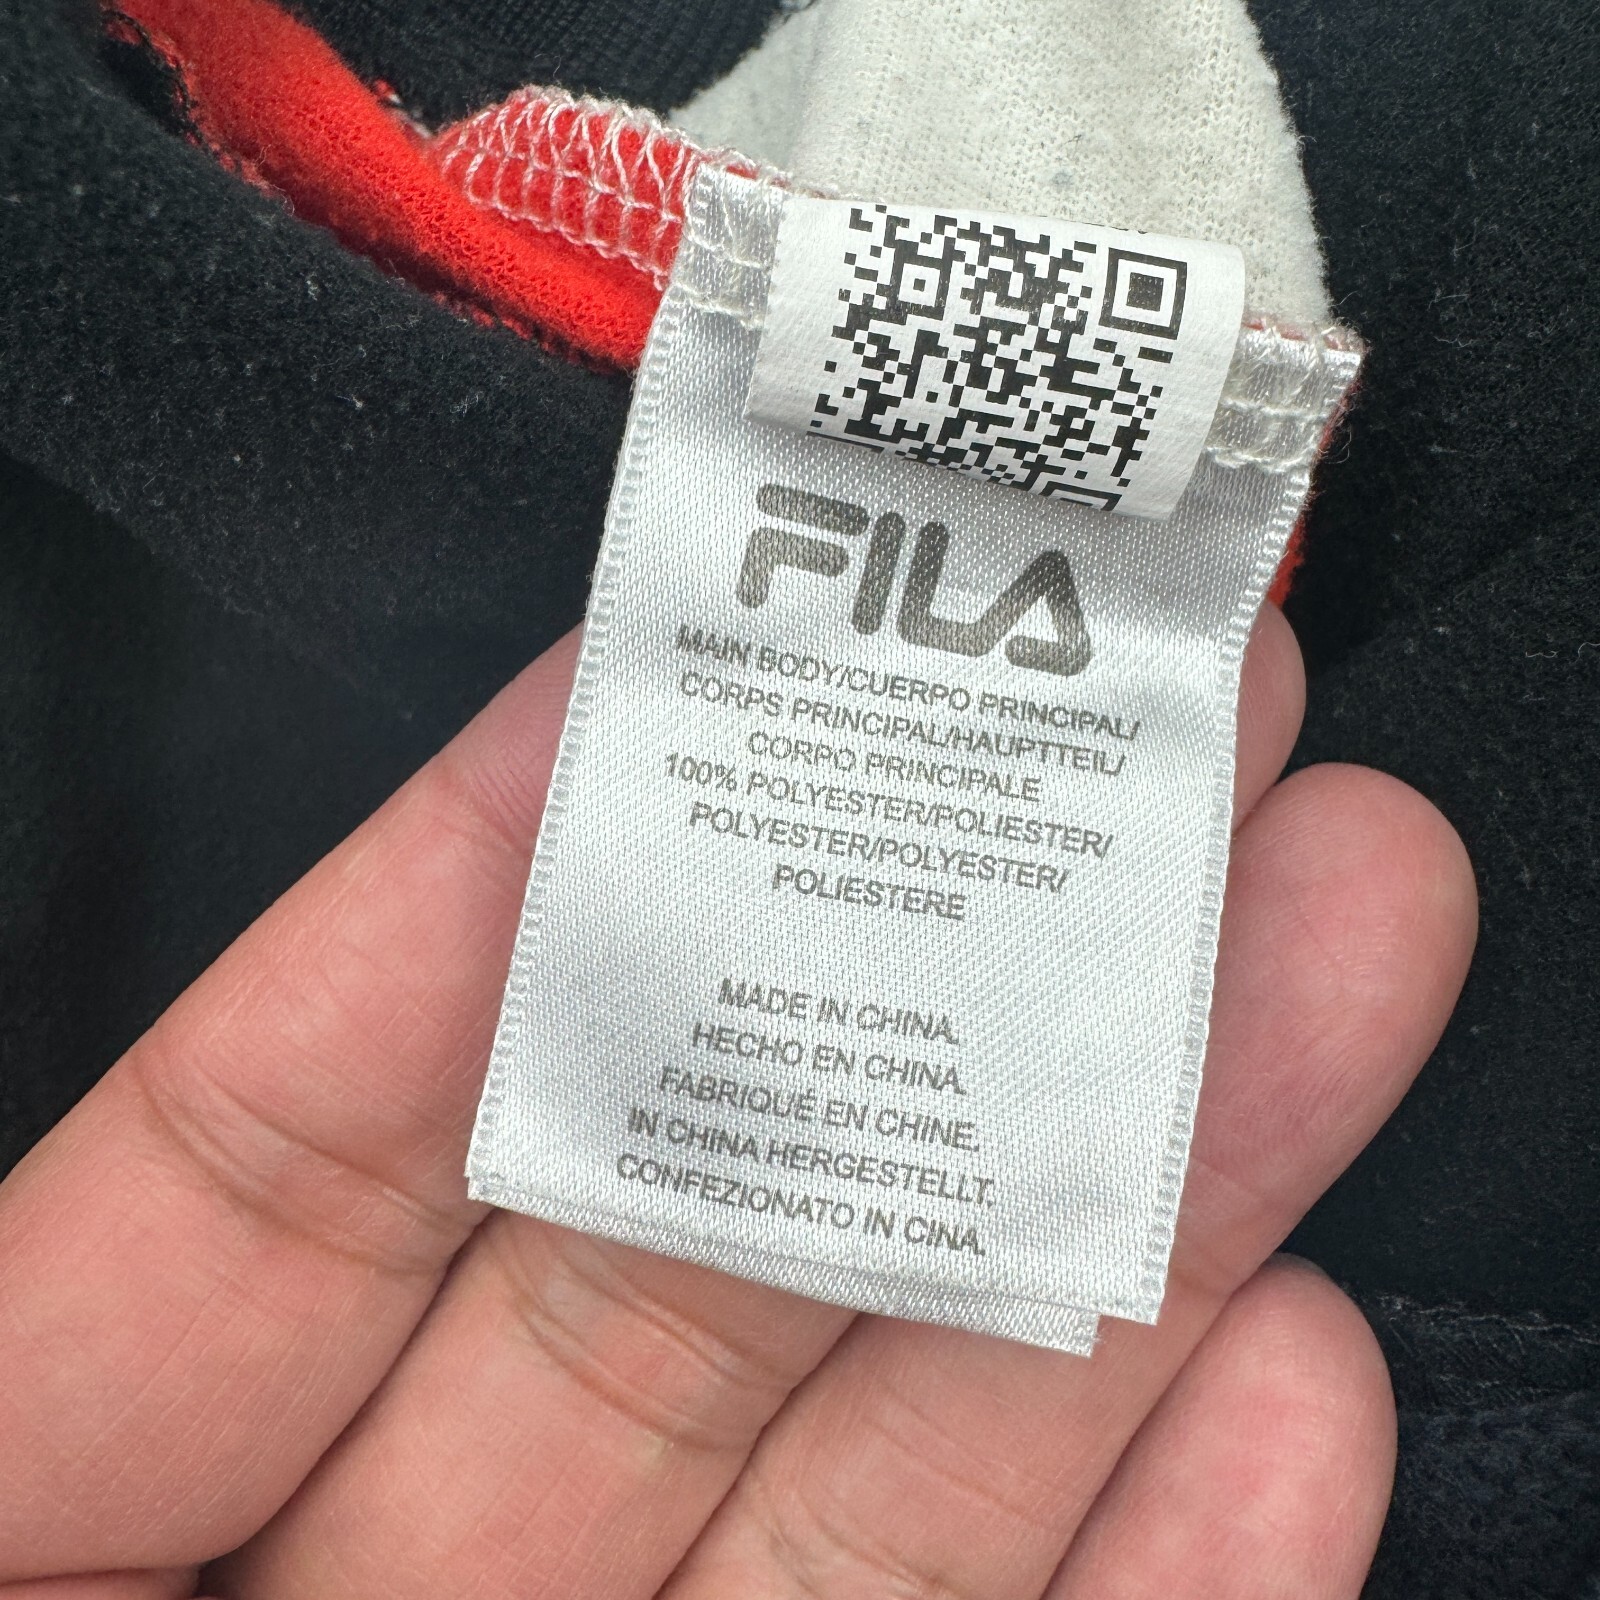 FILA
MAIN BODY/CUERPO PRINCIPAL/
CORPS PRINCIPAL/HAUPTTEIL/
CORPO PRINCIPALE
100% POLYESTER/POLIESTER/
POLYESTER/POLYESTER/
POLIESTERE
MADE IN CHINA.
HECHO EN CHINA.
FABRIQUÉ EN CHINE.
IN CHINA HERGESTELLT.
CONFEZIONATO IN CINA.